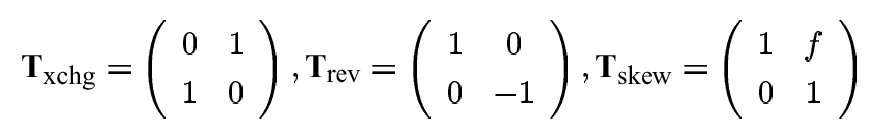 T_xchg = ( 0 1 ; 1 0 ) , T_rev = ( 1 0 ; 0 −1 ) , T_skew = ( 1 f ; 0 1 )